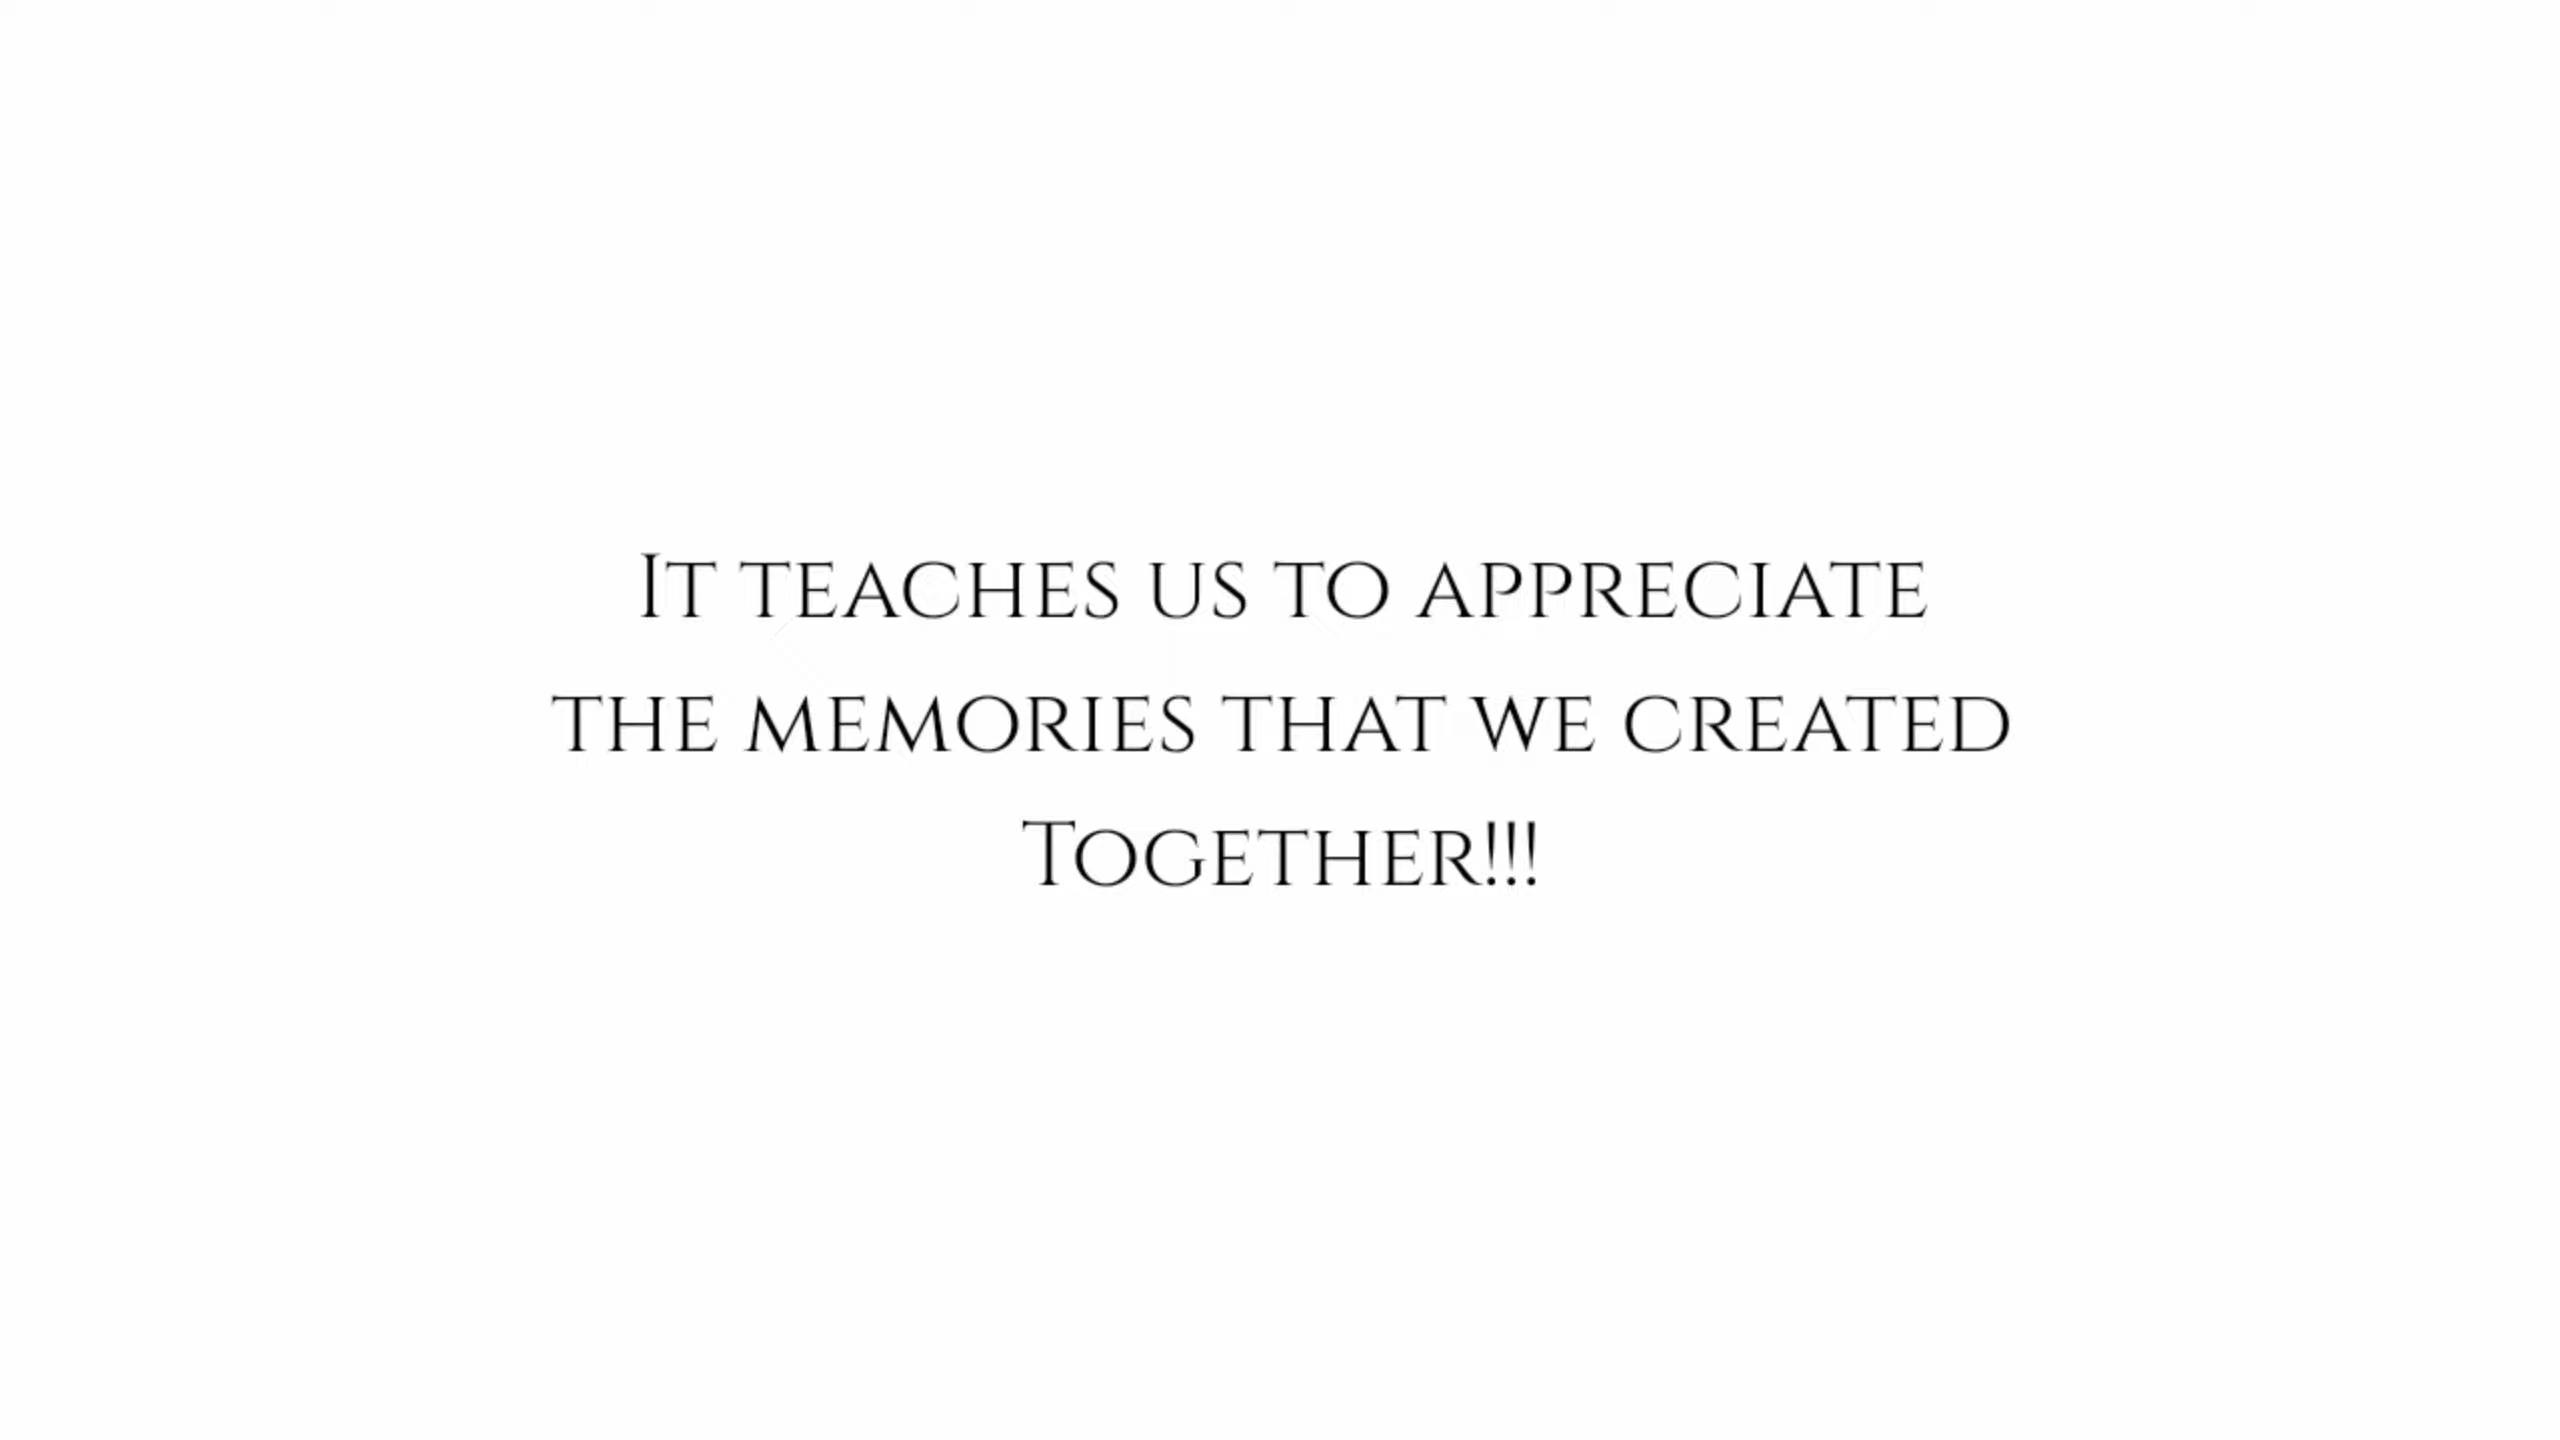 It teaches us to appreciate
the memories that we created
Together!!!